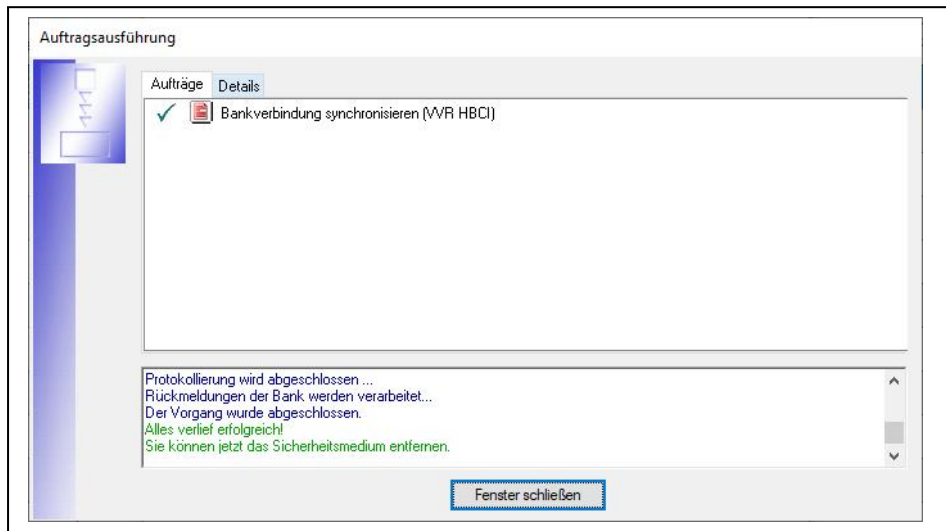 Auftragsausführung
Aufträge Details
Bankverbindung synchronisieren (VVR HBCI)
Protokollierung wird abgeschlossen ...
Rückmeldungen der Bank werden verarbeitet...
Der Vorgang wurde abgeschlossen.
Alles verlief erfolgreich!
Sie können jetzt das Sicherheitsmedium entfernen.
Fenster schließen